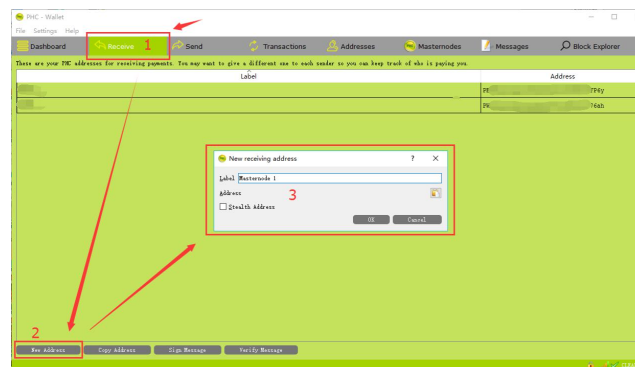 PHC - Wallet
File Settings Help
Dashboard Receive 1 Send Transactions Addresses Masternodes Messages Block Explorer
These are your PHC addresses for receiving payments. You may want to give a different one to each sender so you can keep track of who is paying you.
Label Address
7P6y
?6ah
New receiving address ? ×
Label Masternode 1
Address 3
Stealth Address
OK Cancel
2
New Address Copy Address Sign Message Verify Message